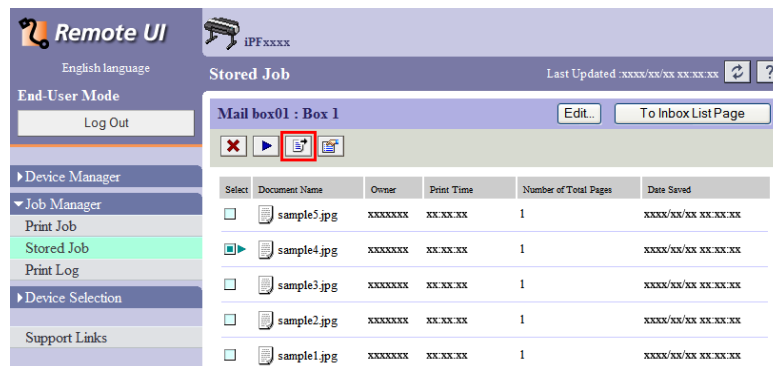 Remote UI
English language
End-User Mode
Log Out
▶Device Manager
▼Job Manager
Print Job
Stored Job
Print Log
▶Device Selection
Support Links
iPFxxxx
Stored Job Last Updated :xxxx/xx/xx xx:xx:xx ?
Mail box01 : Box 1 Edit... To Inbox List Page
Select Document Name Owner Print Time Number of Total Pages Date Saved
sample5.jpg xxxxxxx xx:xx:xx 1 xxxx/xx/xx xx:xx:xx
sample4.jpg xxxxxxx xx:xx:xx 1 xxxx/xx/xx xx:xx:xx
sample3.jpg xxxxxxx xx:xx:xx 1 xxxx/xx/xx xx:xx:xx
sample2.jpg xxxxxxx xx:xx:xx 1 xxxx/xx/xx xx:xx:xx
sample1.jpg xxxxxxx xx:xx:xx 1 xxxx/xx/xx xx:xx:xx